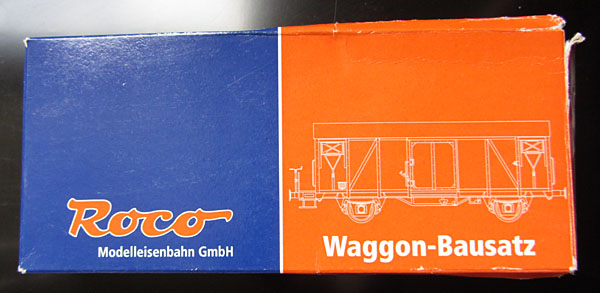 Roco
Modelleisenbahn GmbH
Waggon-Bausatz